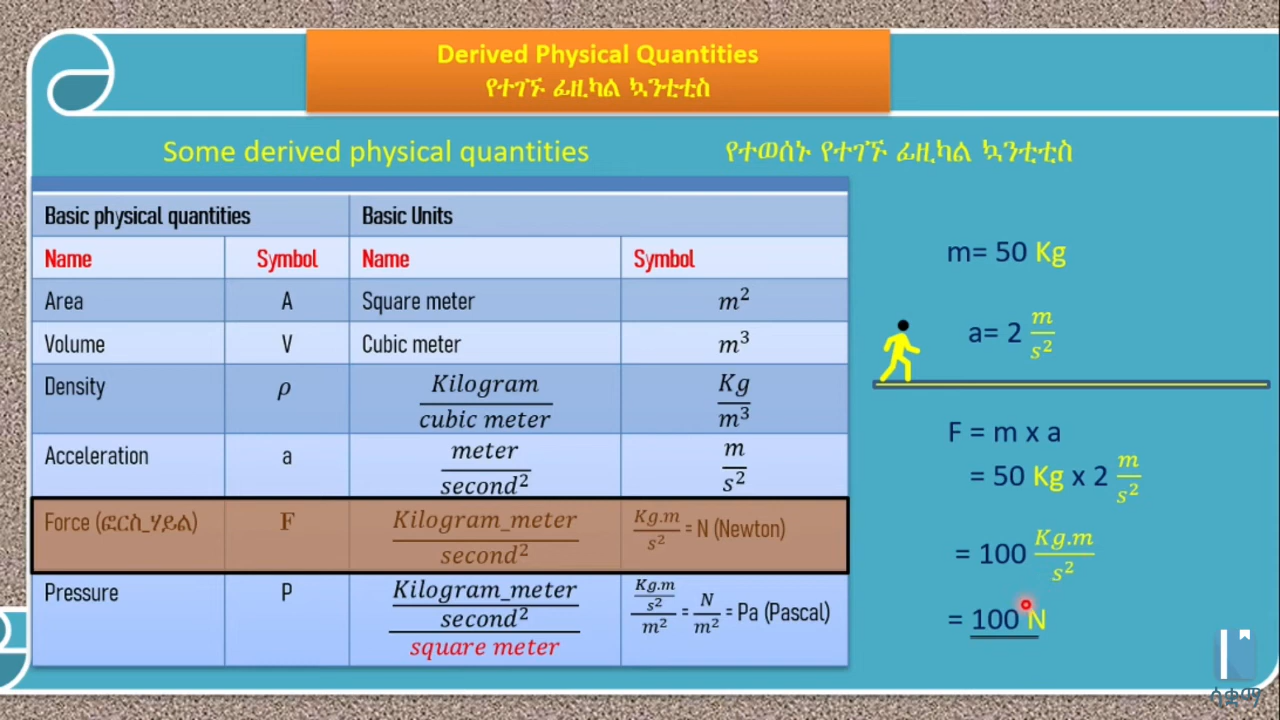 Derived Physical Quantities
የተገኙ ፊዚካል ኳንቲቲስ
Some derived physical quantities
የተወሰኑ የተገኙ ፊዚካል ኳንቲቲስ
Basic physical quantities Basic Units
Name Symbol Name Symbol
Area A Square meter m²
Volume V Cubic meter m³
Density ρ Kilogram/cubic meter Kg/m³
Acceleration a meter/second² m/s²
Force (ፎርስ_ሃይል) F Kilogram_meter/second² Kg.m/s² = N (Newton)
Pressure P Kilogram_meter/second²/square meter Kg.m/s²/m² = N/m² = Pa (Pascal)
m= 50 Kg
a= 2 m/s²
F = m x a
= 50 Kg x 2 m/s²
= 100 Kg.m/s²
= 100 N
ሳቂማ